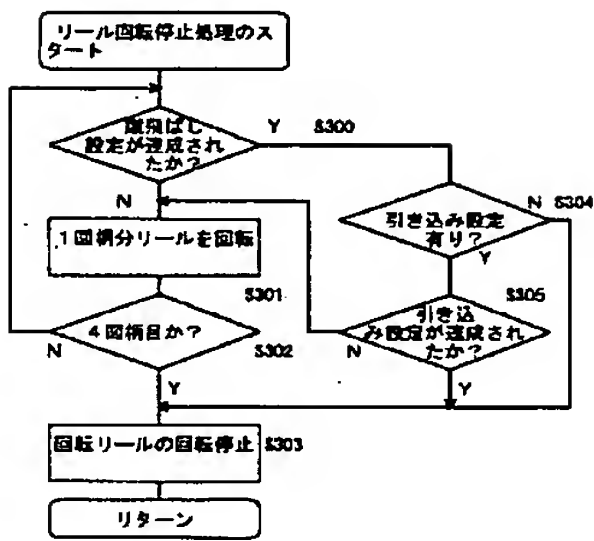 リール回転停止処理のス
タート
蹴飛ばし
設定が達成され
たか?
Y
S300
N
1図柄分リールを回転
S301
4図柄目か?
N
S302
Y
引き込み設定
有り?
N
S304
Y
引き込
み設定が達成され
たか?
S305
N
Y
回転リールの回転停止
S303
リターン